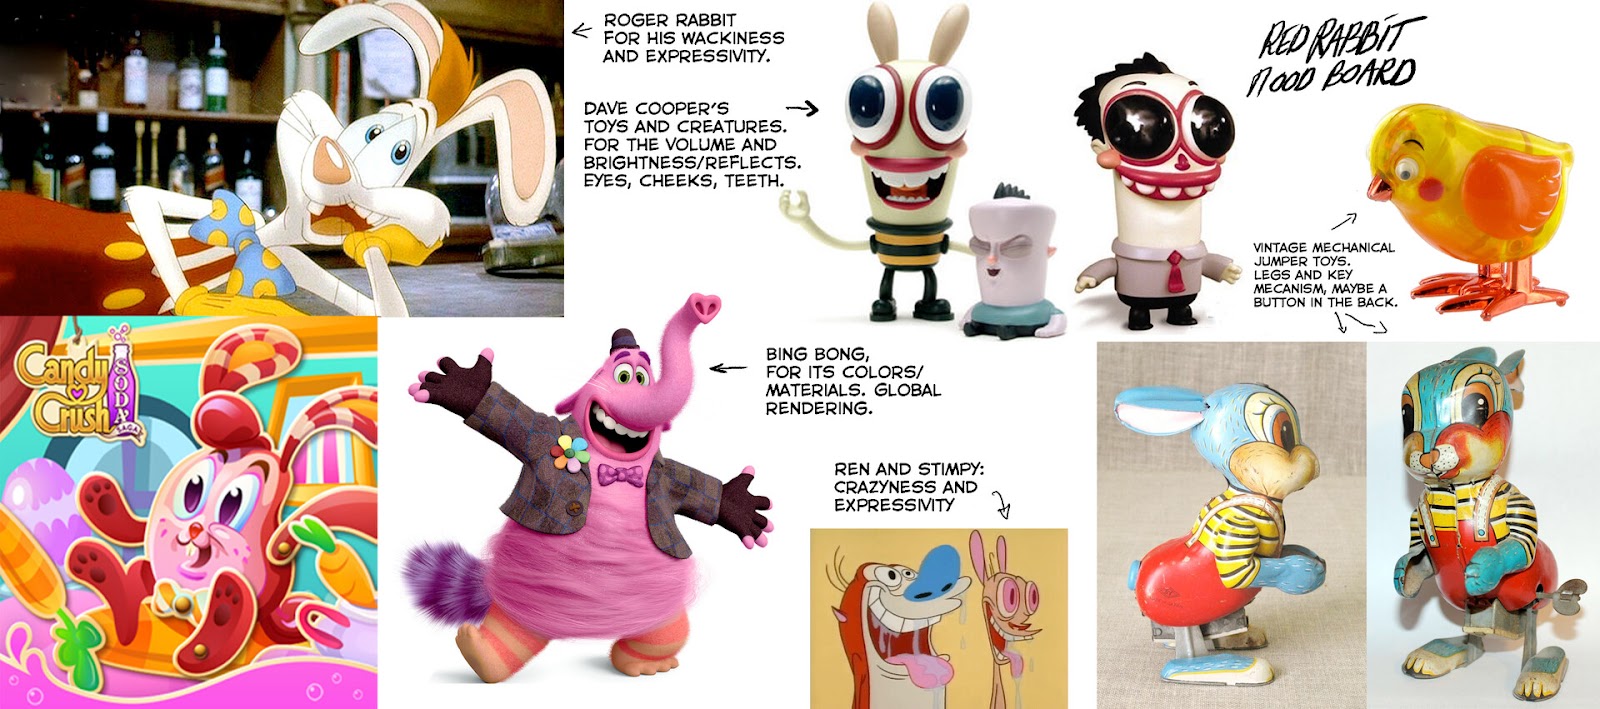 ROGER RABBIT
FOR HIS WACKINESS
AND EXPRESSIVITY.
DAVE COOPER'S
TOYS AND CREATURES.
FOR THE VOLUME AND
BRIGHTNESS/REFLECTS.
EYES, CHEEKS, TEETH.
RED RABBIT
MOOD BOARD
VINTAGE MECHANICAL
JUMPER TOYS.
LEGS AND KEY
MECANISM, MAYBE A
BUTTON IN THE BACK.
Candy
Crush
SODA
SAGA
BING BONG,
FOR ITS COLORS/
MATERIALS. GLOBAL
RENDERING.
REN AND STIMPY:
CRAZYNESS AND
EXPRESSIVITY